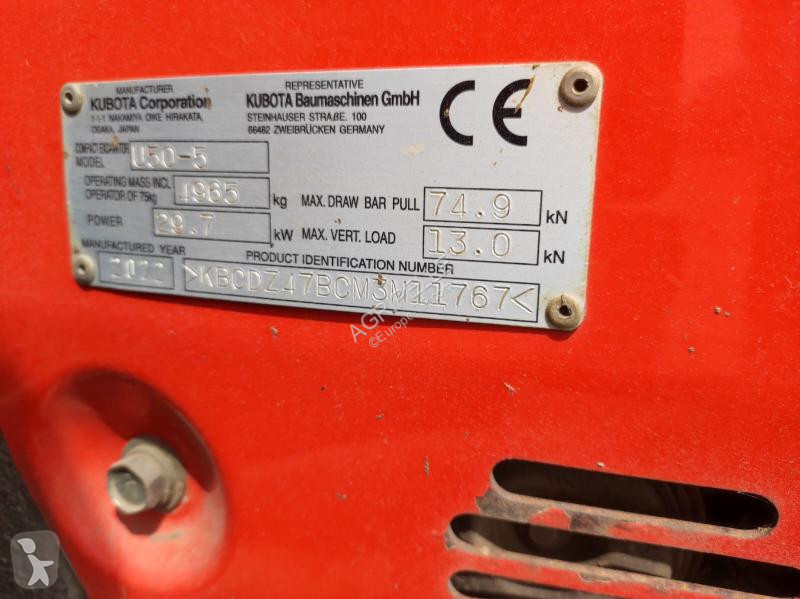 MANUFACTURER
KUBOTA Corporation
1-1-1 NAKAMIYA OIKE HIRAKATA,
OSAKA, JAPAN
REPRESENTATIVE
KUBOTA Baumaschinen GmbH
STEINHAUSER STRAßE. 100
66482 ZWEIBRÜCKEN GERMANY
CE
COMPACT EXCAVATOR
MODEL U50-5
OPERATING MASS INCL
OPERATOR OF 75kg 4965 kg
MAX. DRAW BAR PULL 74.9 kN
POWER 29.7 kW
MAX. VERT. LOAD 13.0 kN
MANUFACTURED YEAR
PRODUCT IDENTIFICATION NUMBER
>KBCDZ47BCM3M11767<